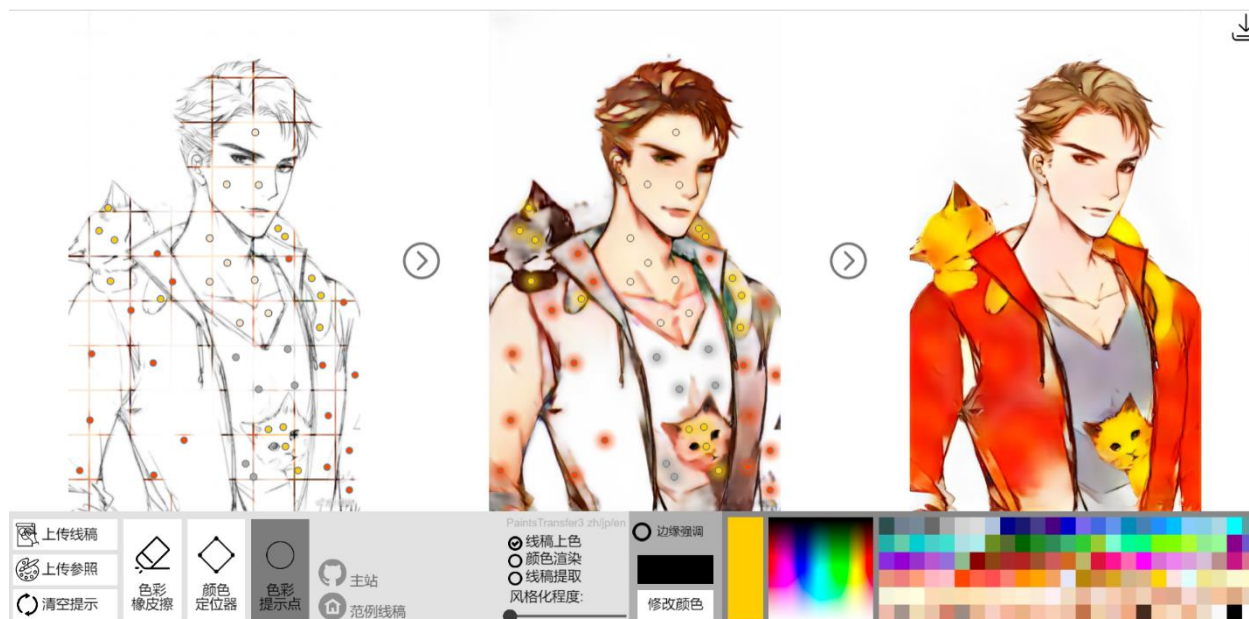 上传线稿
上传参照
清空提示
色彩
橡皮擦
颜色
定位器
色彩
提示点
主站
范例线稿
PaintsTransfer3 zh/jp/en
线稿上色
颜色渲染
线稿提取
风格化程度:
边缘强调
修改颜色